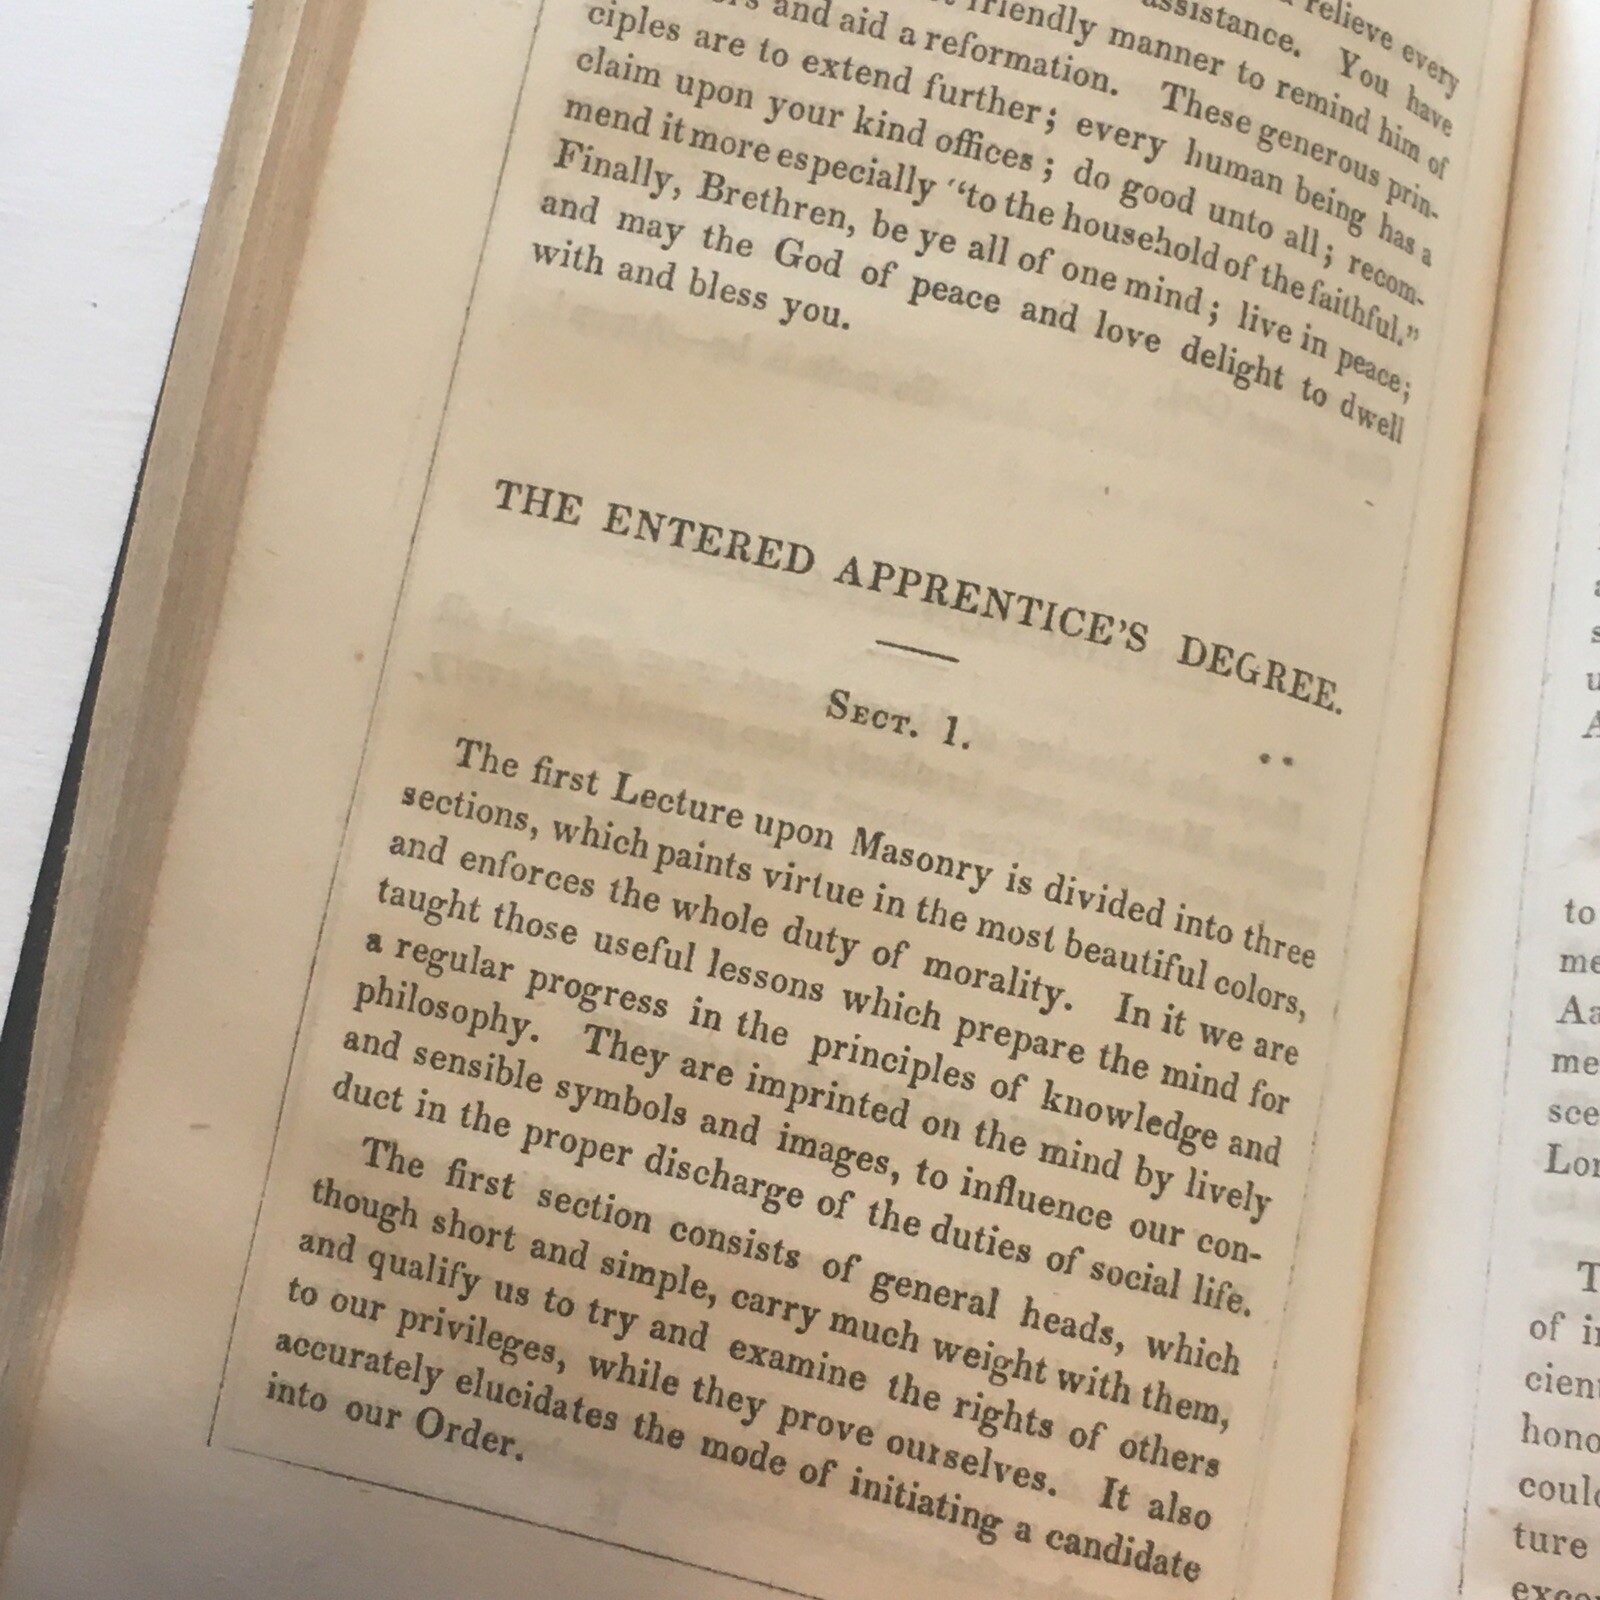 relieve every
assistance. You have
friendly manner to remind him of
and aid a reformation. These generous prin-
ciples are to extend further; every human being has a
claim upon your kind offices; do good unto all; recom-
mend it more especially "to the household of the faithful."
Finally, Brethren, be ye all of one mind; live in peace;
and may the God of peace and love delight to dwell
with and bless you.
THE ENTERED APPRENTICE'S DEGREE.
SECT. 1.
The first Lecture upon Masonry is divided into three
sections, which paints virtue in the most beautiful colors,
and enforces the whole duty of morality. In it we are
taught those useful lessons which prepare the mind for
a regular progress in the principles of knowledge and
philosophy. They are imprinted on the mind by lively
and sensible symbols and images, to influence our con-
duct in the proper discharge of the duties of social life.
The first section consists of general heads, which
though short and simple, carry much weight with them,
and qualify us to try and examine the rights of others
to our privileges, while they prove ourselves. It also
accurately elucidates the mode of initiating a candidate
into our Order.
to
me
Aa
me
sce
Lor
T
of i
cien
hono
coul
ture